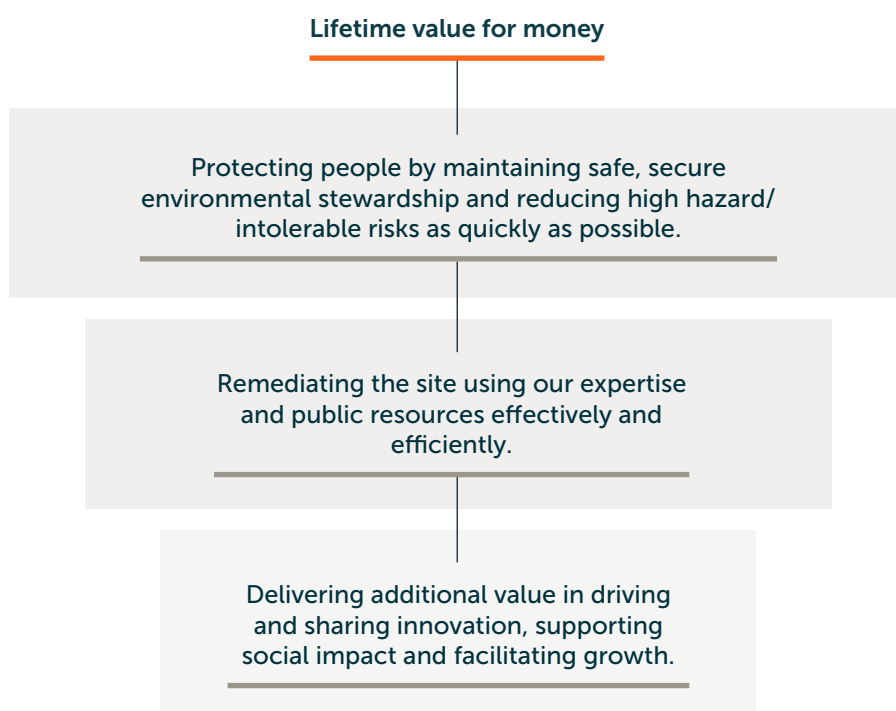 Lifetime value for money
Protecting people by maintaining safe, secure
environmental stewardship and reducing high hazard/
intolerable risks as quickly as possible.
Remediating the site using our expertise
and public resources effectively and
efficiently.
Delivering additional value in driving
and sharing innovation, supporting
social impact and facilitating growth.